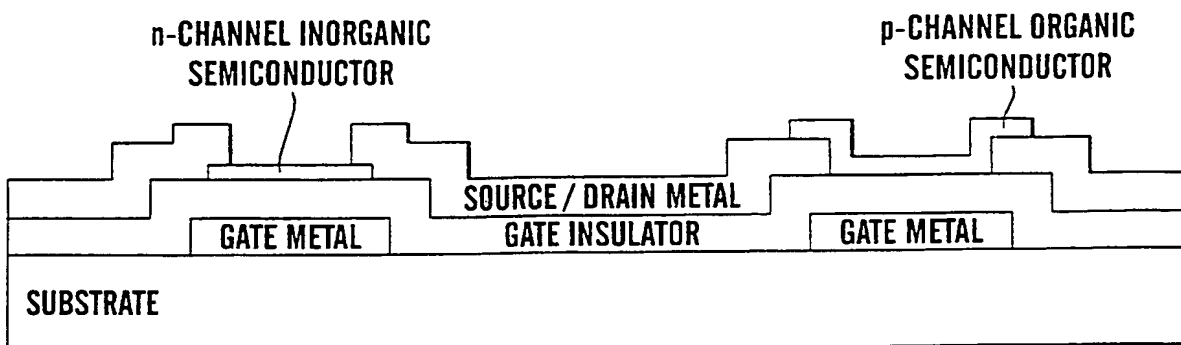 n-CHANNEL INORGANIC
SEMICONDUCTOR
p-CHANNEL ORGANIC
SEMICONDUCTOR
SOURCE / DRAIN METAL
GATE METAL
GATE INSULATOR
GATE METAL
SUBSTRATE